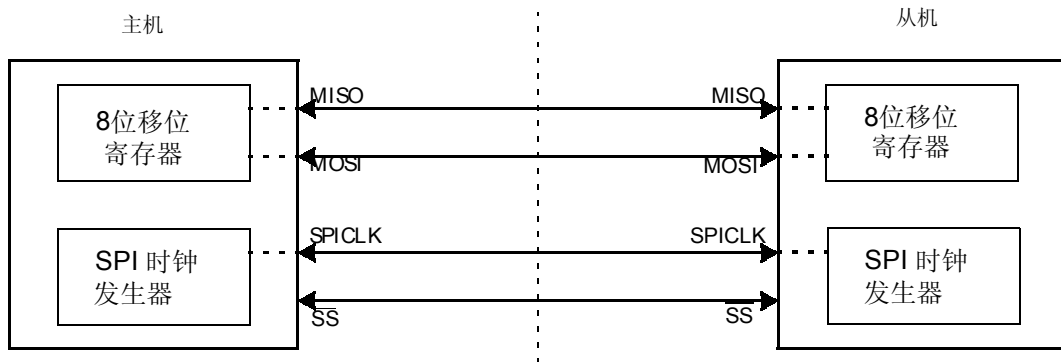 主机
从机
MISO
MISO
8位移位
寄存器
8位移位
寄存器
MOSI
MOSI
SPICLK
SPICLK
SPI 时钟
发生器
SPI 时钟
发生器
SS
SS